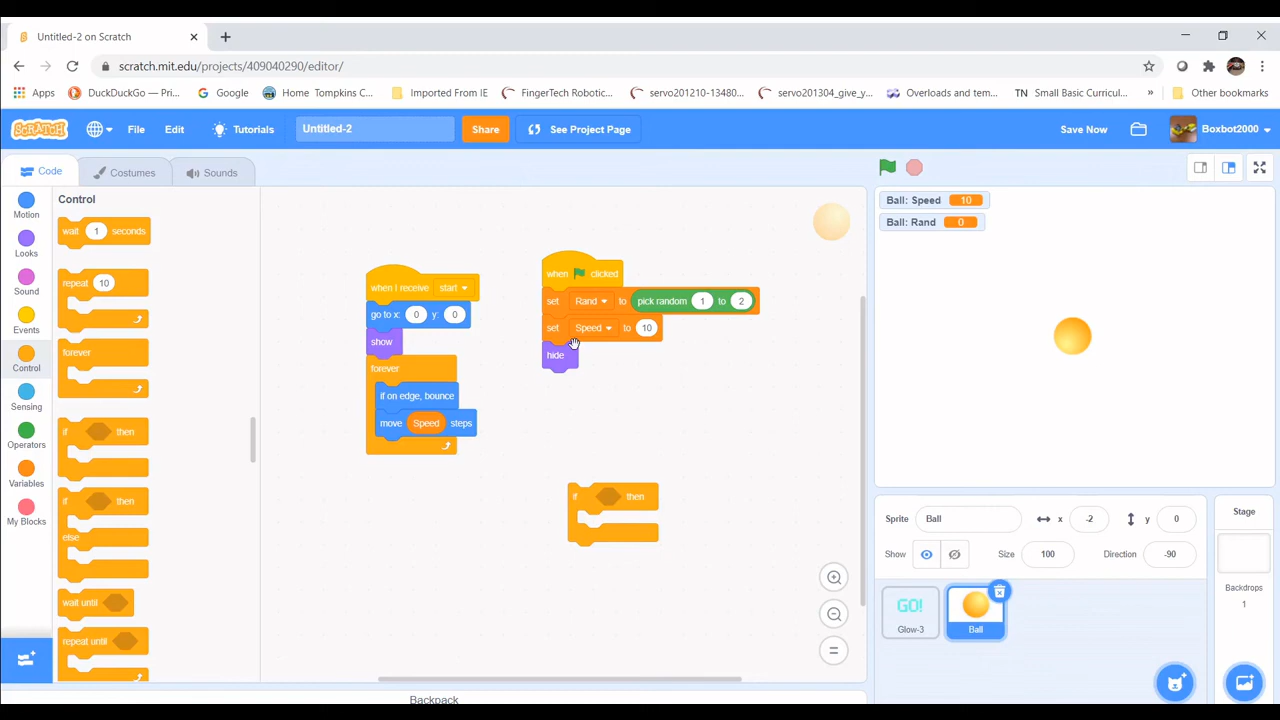 Untitled-2 on Scratch
scratch.mit.edu/projects/409040290/editor/
Apps DuckDuckGo — Pri... Google Home Tompkins C... Imported From IE FingerTech Robotic... servo201210-13480... servo201304_give_y... Overloads and tem... TN Small Basic Curricul... » Other bookmarks
SCRATCH File Edit Tutorials Untitled-2 Share See Project Page Save Now Boxbot2000
Code Costumes Sounds
Motion
Looks
Sound
Events
Control
Sensing
Operators
Variables
My Blocks
Control
wait 1 seconds
repeat 10
forever
if then
if then
else
wait until
repeat until
when I receive start
go to x: 0 y: 0
show
forever
if on edge, bounce
move Speed steps
when clicked
set Rand to pick random 1 to 2
set Speed to 10
hide
if then
Backpack
Ball: Speed 10
Ball: Rand 0
Sprite Ball x -2 y 0
Show Size 100 Direction -90
GO!
Glow-3
Ball
Stage
Backdrops
1